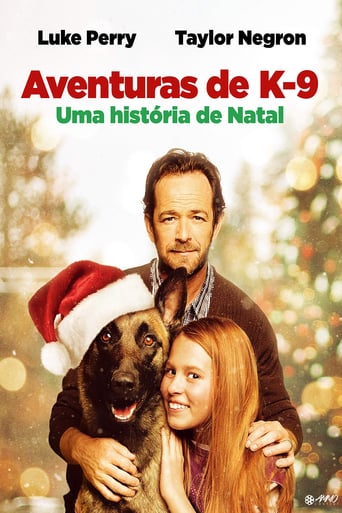 Luke Perry Taylor Negron
Aventuras de K-9
Uma história de Natal